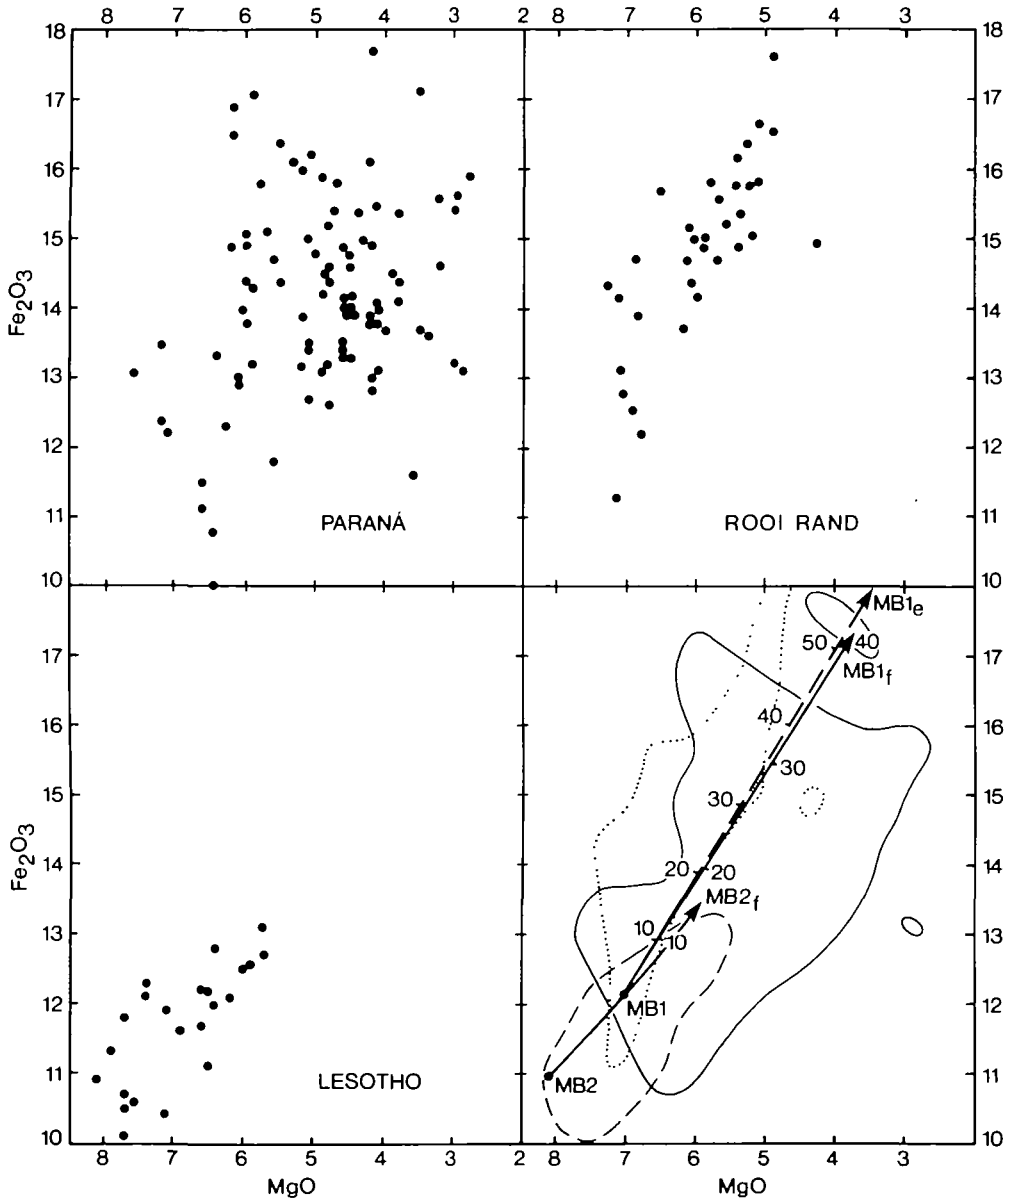 8 7 6 5 4 3 2 8 7 6 5 4 3
18 18
17 17
16 16
15 15
Fe2O3
14 14
13 13
12 12
11 11
PARANÁ ROOI RAND
10 10
MB1e
50 40
17 17
MB1f
16 40 16
30
15 30 15
Fe2O3
14 20 20 14
MB2f
13 10 10 13
12 MB1 12
11 LESOTHO MB2 11
10 10
8 7 6 5 4 3 2 8 7 6 5 4 3
MgO MgO